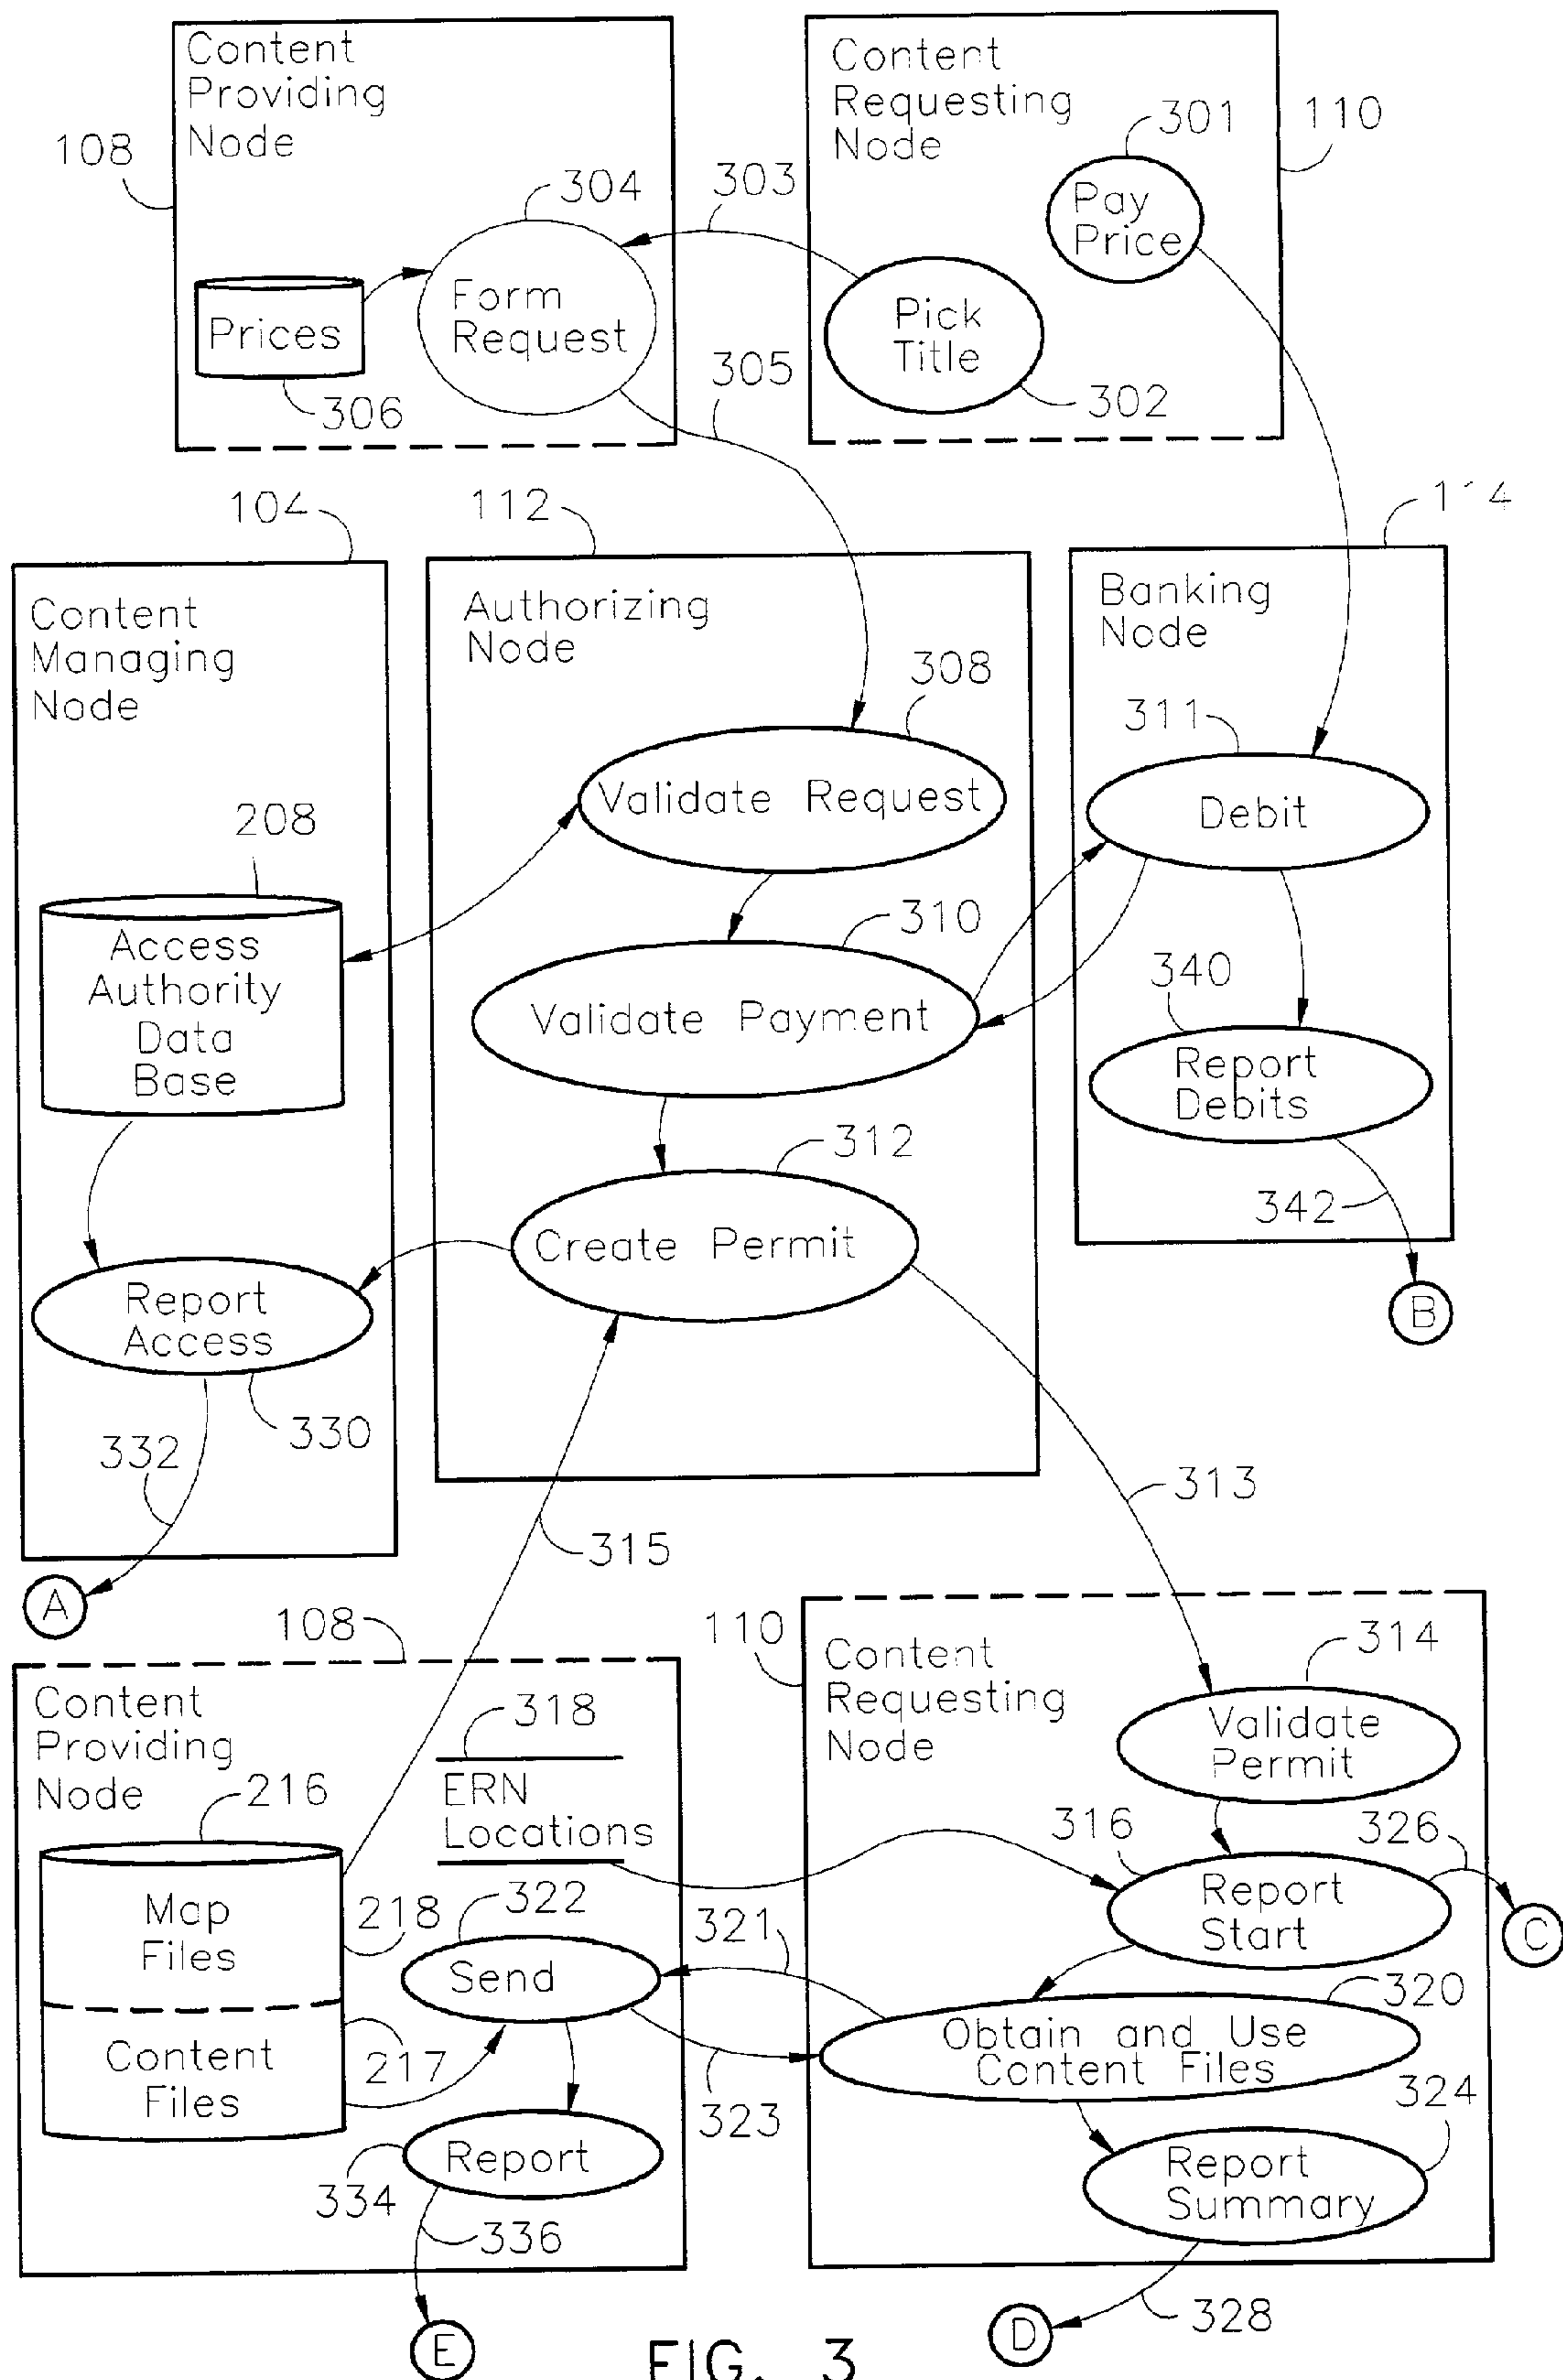 Content
Providing
Node
108
304
Prices
306
Form
Request
303
305
Content
Requesting
Node
301
110
Pay
Price
Pick
Title
302
104
Content
Managing
Node
208
Access
Authority
Data
Base
Report
Access
330
332
A
112
Authorizing
Node
308
Validate Request
310
Validate Payment
312
Create Permit
313
315
114
Banking
Node
311
Debit
340
Report
Debits
342
B
108
Content
Providing
Node
216
Map
Files
218
Content
Files
217
318
ERN
Locations
322
Send
321
323
Report
334
336
E
110
Content
Requesting
Node
314
Validate
Permit
316
326
Report
Start
C
320
Obtain and Use
Content Files
324
Report
Summary
328
D
FIG. 3